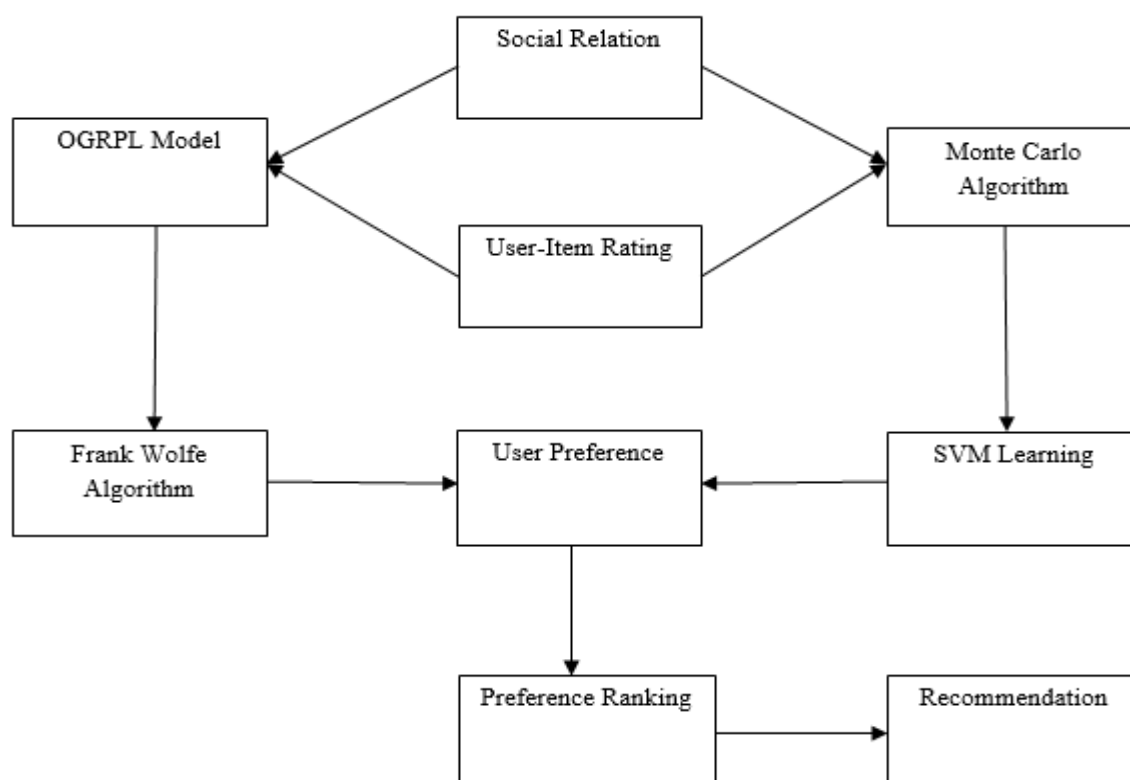 Social Relation
OGRPL Model
Monte Carlo
Algorithm
User-Item Rating
Frank Wolfe
Algorithm
User Preference
SVM Learning
Preference Ranking
Recommendation